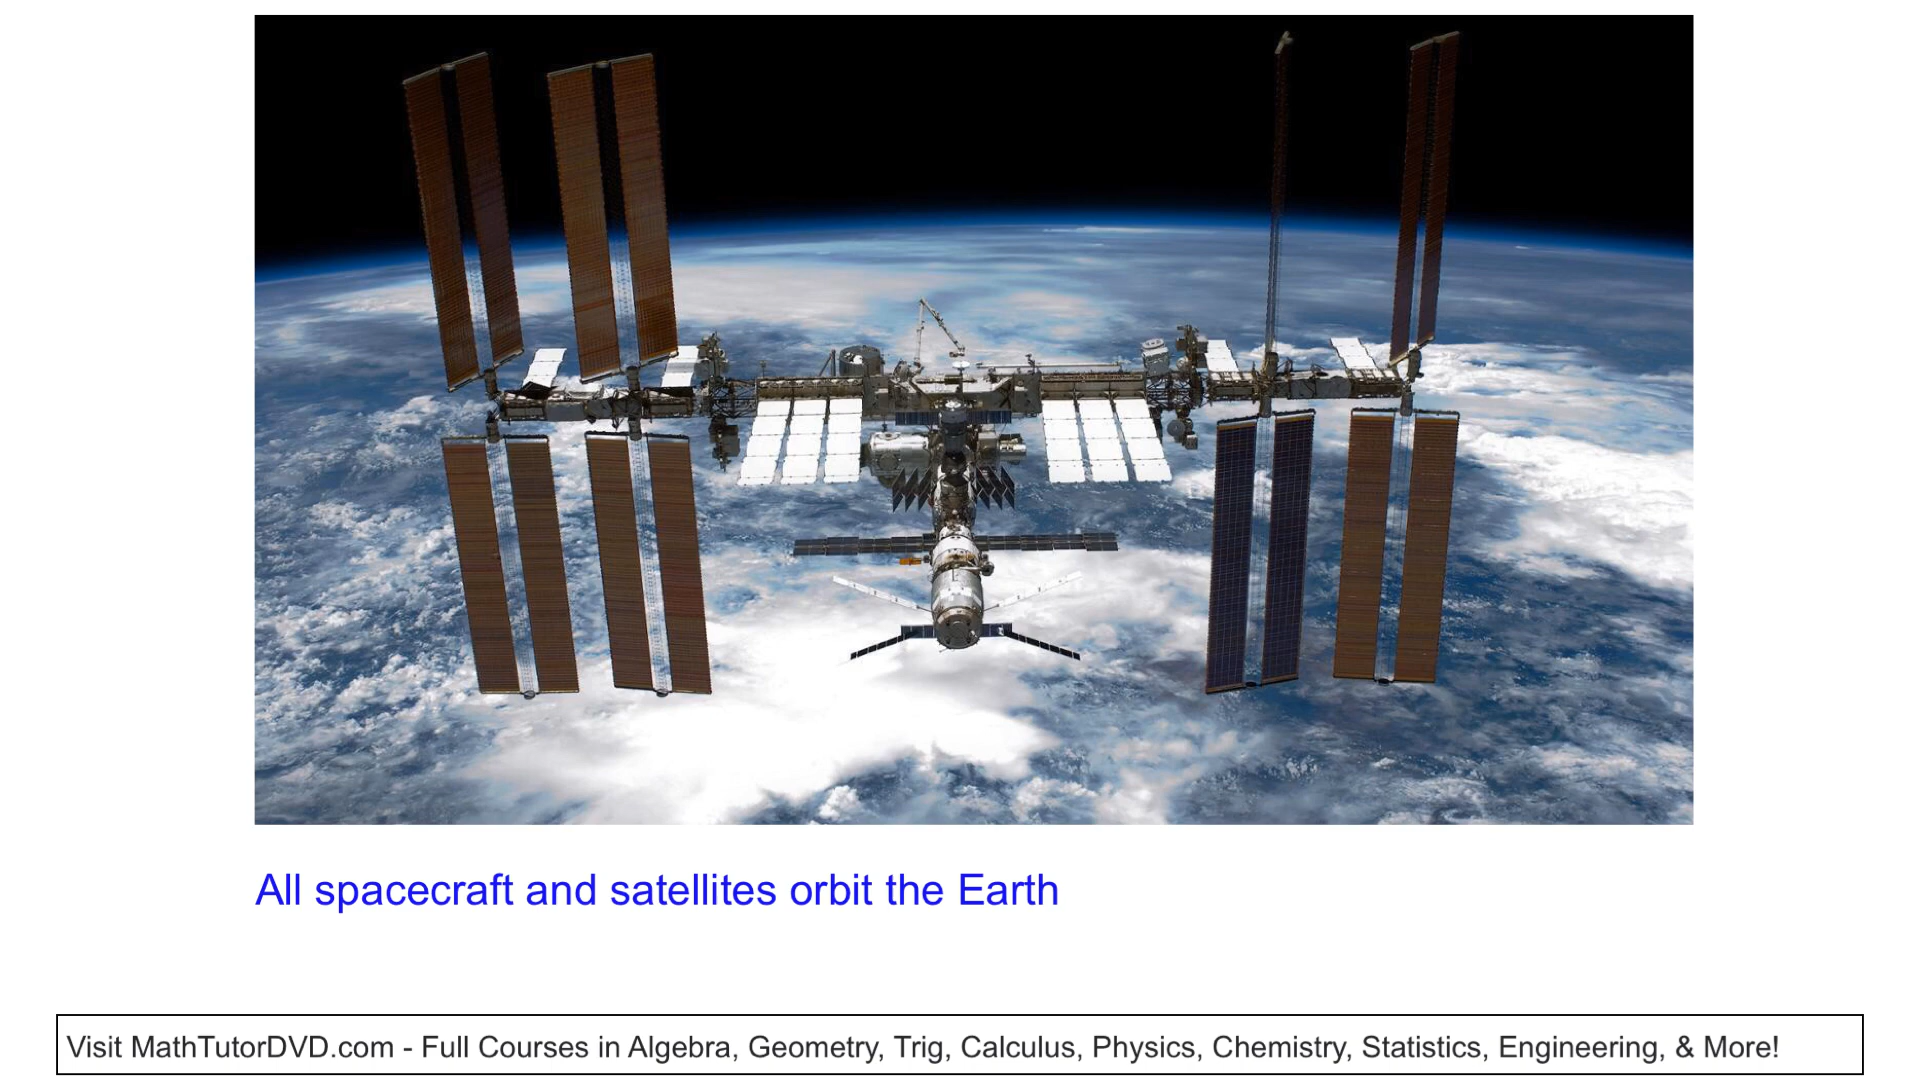 All spacecraft and satellites orbit the Earth
Visit MathTutorDVD.com - Full Courses in Algebra, Geometry, Trig, Calculus, Physics, Chemistry, Statistics, Engineering, & More!